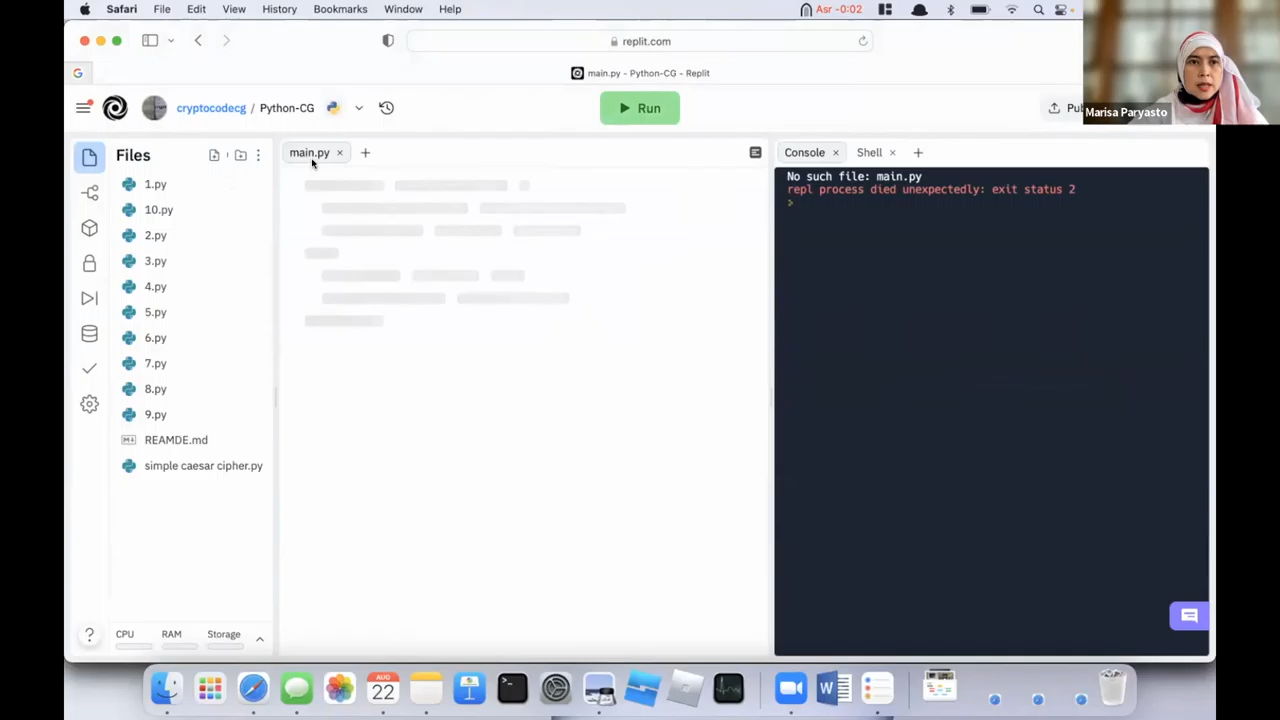 Safari File Edit View History Bookmarks Window Help Asr -0:02
replit.com
G main.py - Python-CG - Replit
cryptocodecg / Python-CG Run
Marisa Paryasto
Files main.py × + Console × Shell × +
1.py
10.py
2.py
3.py
4.py
5.py
6.py
7.py
8.py
9.py
REAMDE.md
simple caesar cipher.py
No such file: main.py
repl process died unexpectedly: exit status 2
>
? CPU RAM Storage
AUG
22
W